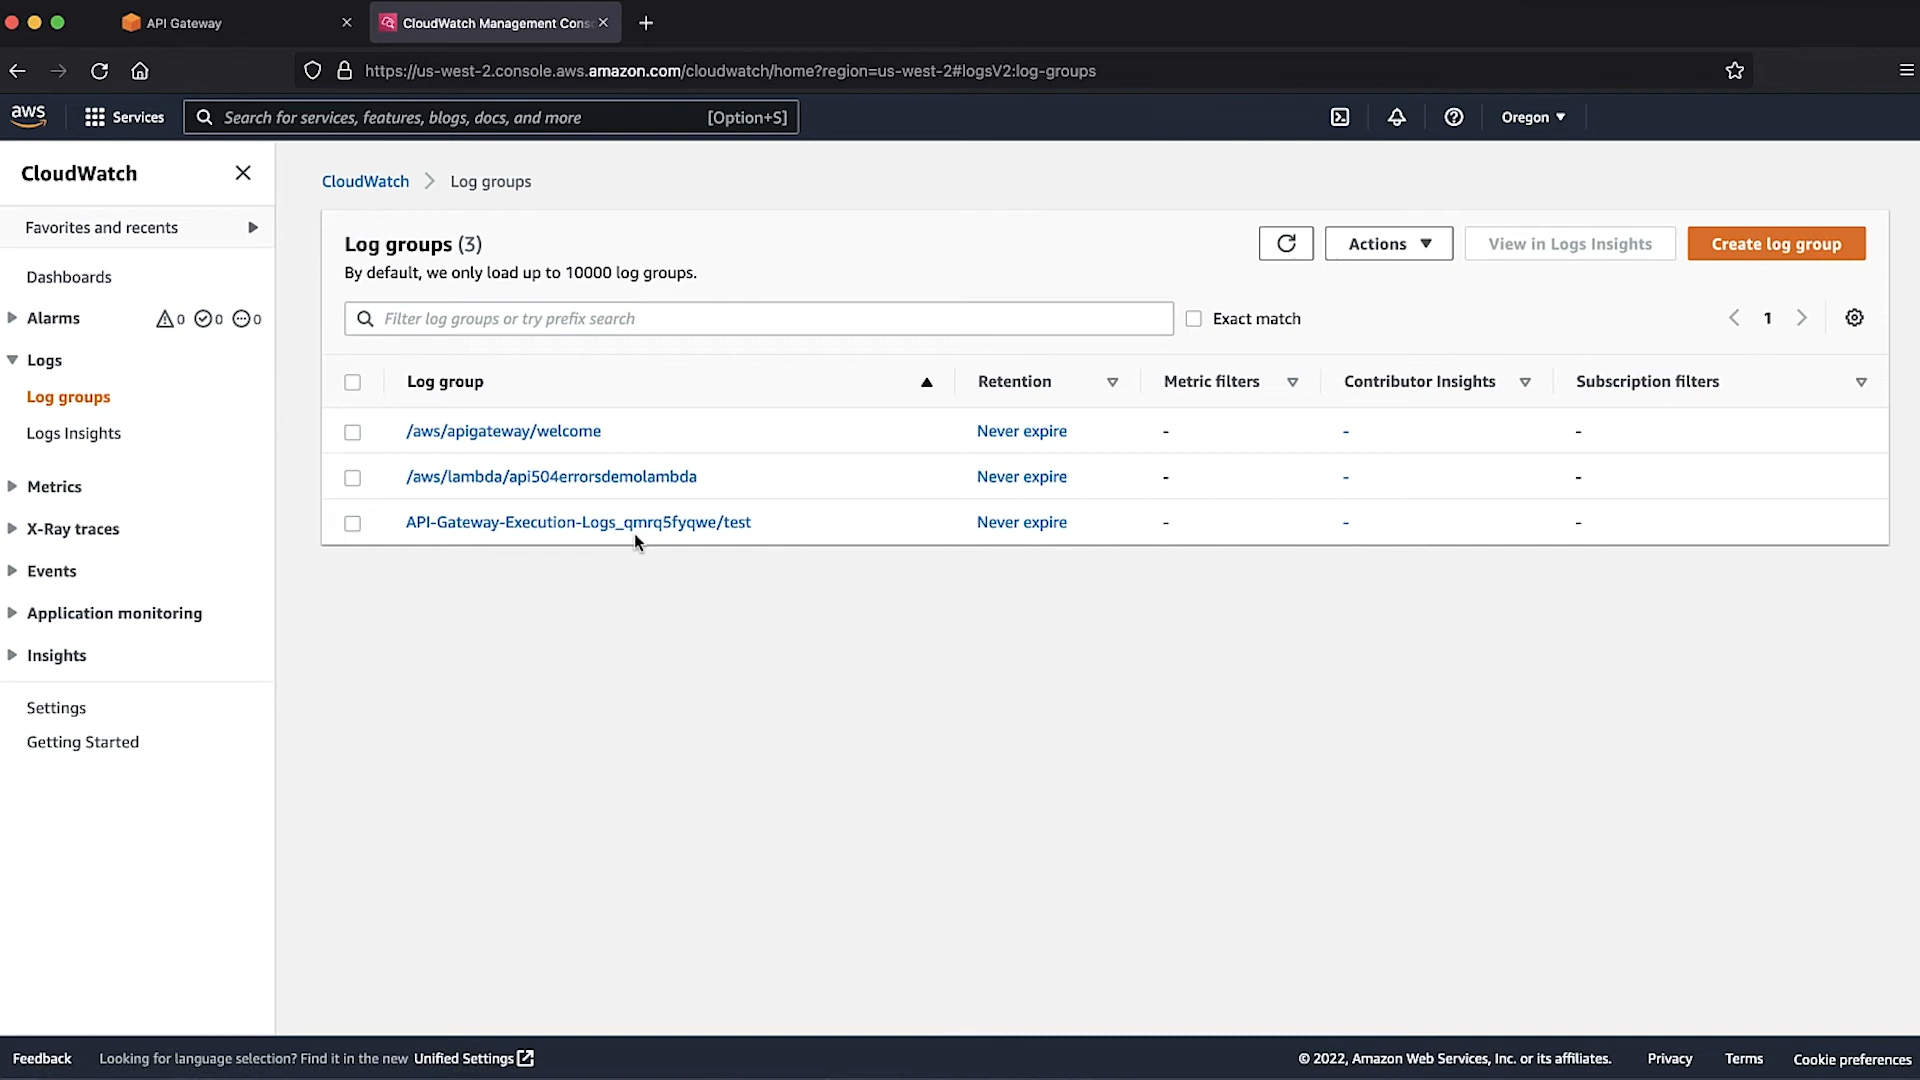 API Gateway
CloudWatch Management Cons
https://us-west-2.console.aws.amazon.com/cloudwatch/home?region=us-west-2#logsV2:log-groups
aws
Services
Search for services, features, blogs, docs, and more
[Option+S]
Oregon
CloudWatch
Favorites and recents
Dashboards
Alarms
0
0
0
Logs
Log groups
Logs Insights
Metrics
X-Ray traces
Events
Application monitoring
Insights
Settings
Getting Started
CloudWatch
Log groups
Log groups (3)
By default, we only load up to 10000 log groups.
Actions
View in Logs Insights
Create log group
Filter log groups or try prefix search
Exact match
1
Log group
Retention
Metric filters
Contributor Insights
Subscription filters
/aws/apigateway/welcome
Never expire
-
-
-
/aws/lambda/api504errorsdemolambda
Never expire
-
-
-
API-Gateway-Execution-Logs_qmrq5fyqwe/test
Never expire
-
-
-
Feedback
Looking for language selection? Find it in the new Unified Settings
© 2022, Amazon Web Services, Inc. or its affiliates.
Privacy
Terms
Cookie preferences